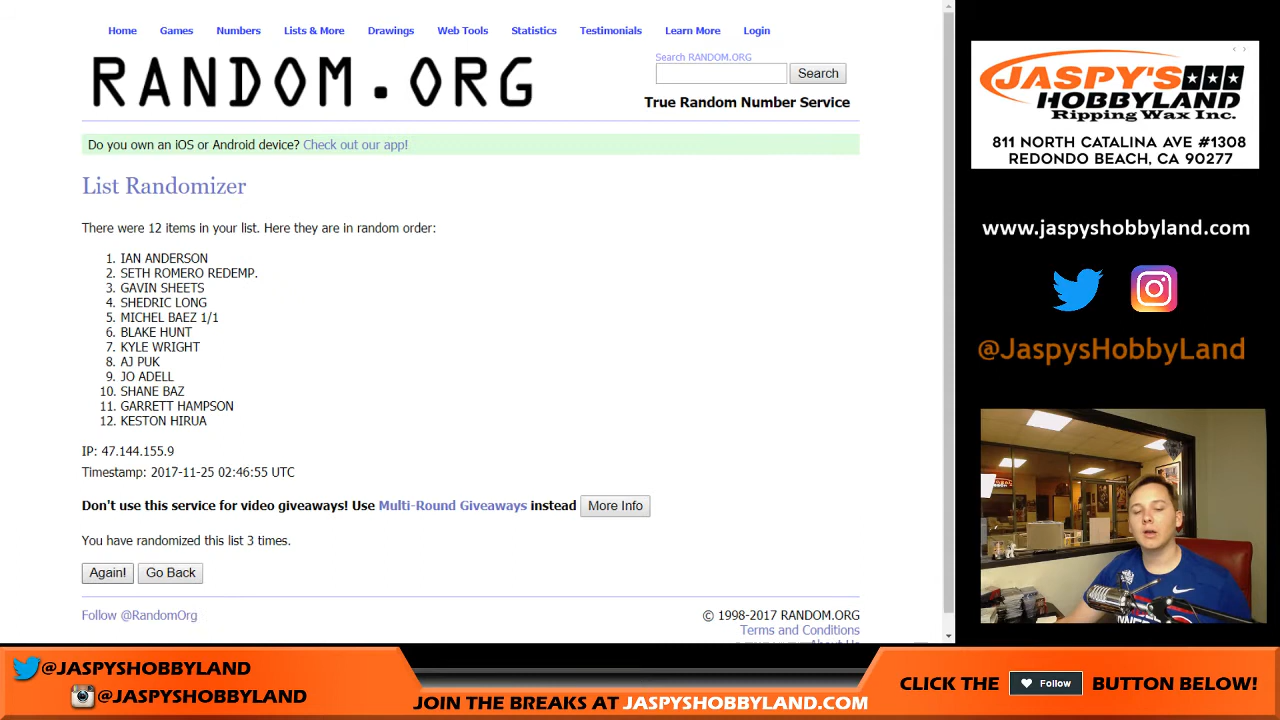 Home Games Numbers Lists & More Drawings Web Tools Statistics Testimonials Learn More Login
RANDOM.ORG
Search RANDOM.ORG
Search
True Random Number Service
Do you own an iOS or Android device? Check out our app!
List Randomizer
There were 12 items in your list. Here they are in random order:
1. IAN ANDERSON
2. SETH ROMERO REDEMP.
3. GAVIN SHEETS
4. SHEDRIC LONG
5. MICHEL BAEZ 1/1
6. BLAKE HUNT
7. KYLE WRIGHT
8. AJ PUK
9. JO ADELL
10. SHANE BAZ
11. GARRETT HAMPSON
12. KESTON HIRUA
IP: 47.144.155.9
Timestamp: 2017-11-25 02:46:55 UTC
Don't use this service for video giveaways! Use Multi-Round Giveaways instead More Info
You have randomized this list 3 times.
Again! Go Back
Follow @RandomOrg
© 1998-2017 RANDOM.ORG
Terms and Conditions
JASPY'S
HOBBYLAND
Ripping Wax Inc.
811 NORTH CATALINA AVE #1308
REDONDO BEACH, CA 90277
www.jaspyshobbyland.com
@JaspysHobbyLand
@JASPYSHOBBYLAND
@JASPYSHOBBYLAND
JOIN THE BREAKS AT JASPYSHOBBYLAND.COM
CLICK THE Follow BUTTON BELOW!